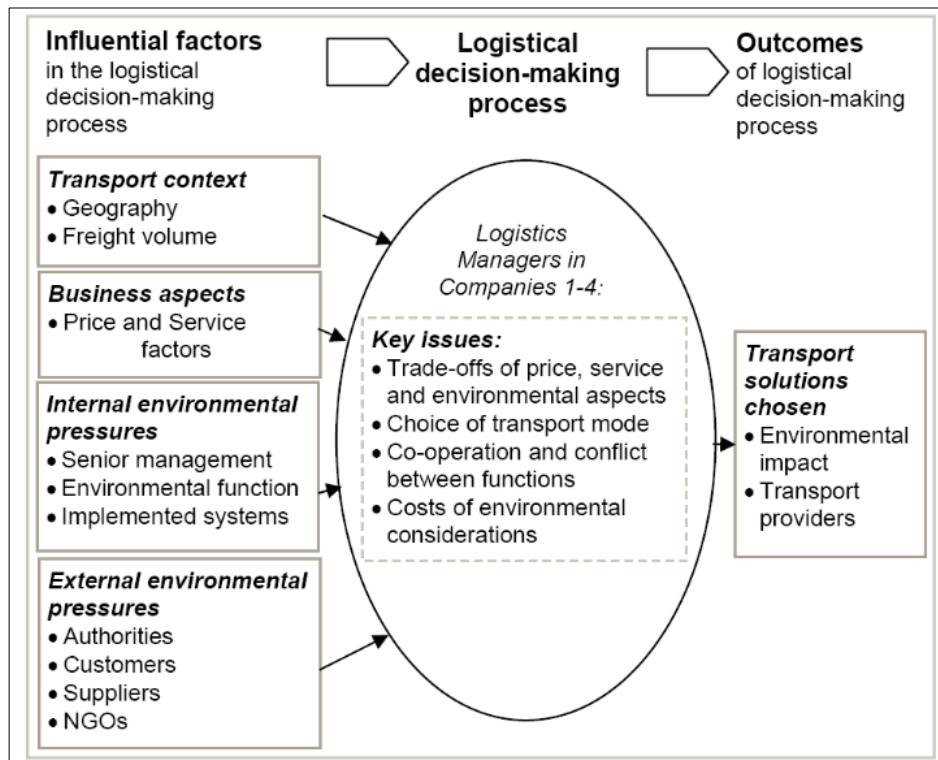 Influential factors
in the logistical
decision-making
process
Logistical
decision-making
process
Outcomes
of logistical
decision-making
process
Transport context
• Geography
• Freight volume
Business aspects
• Price and Service
factors
Internal environmental
pressures
• Senior management
• Environmental function
• Implemented systems
External environmental
pressures
• Authorities
• Customers
• Suppliers
• NGOs
Logistics
Managers in
Companies 1-4:
Key issues:
• Trade-offs of price, service
and environmental aspects
• Choice of transport mode
• Co-operation and conflict
between functions
• Costs of environmental
considerations
Transport
solutions
chosen
• Environmental
impact
• Transport
providers